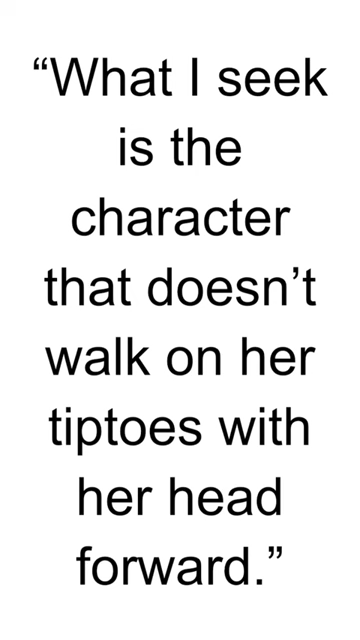 “What I seek
is the
character
that doesn’t
walk on her
tiptoes with
her head
forward.”